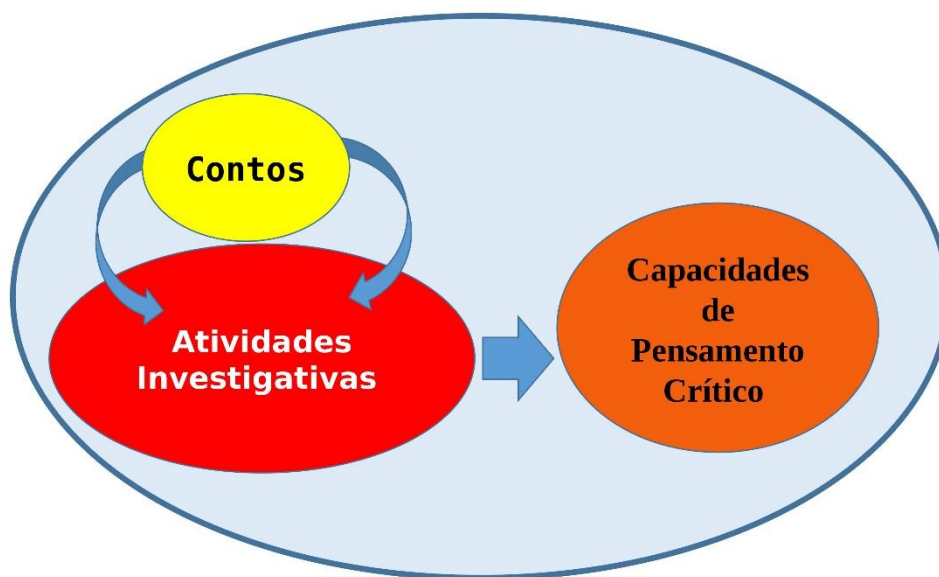 Contos
Atividades
Investigativas
Capacidades
de
Pensamento
Crítico